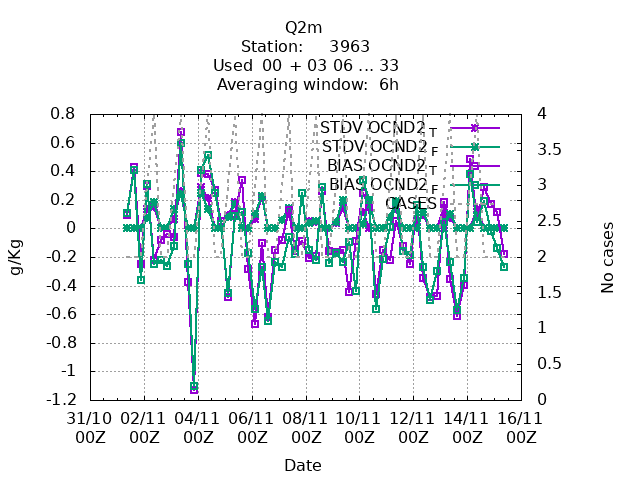 Q2m
Station: 3963
Used 00 + 03 06 ... 33
Averaging window: 6h
0.8
0.6
0.4
0.2
0
-0.2
-0.4
-0.6
-0.8
-1
-1.2
g/Kg
STDV OCND2_T
STDV OCND2_F
BIAS OCND2_T
BIAS OCND2_F
CASES
4
3.5
3
2.5
2
1.5
1
0.5
0
No cases
31/10 02/11 04/11 06/11 08/11 10/11 12/11 14/11 16/11
00Z 00Z 00Z 00Z 00Z 00Z 00Z 00Z 00Z
Date